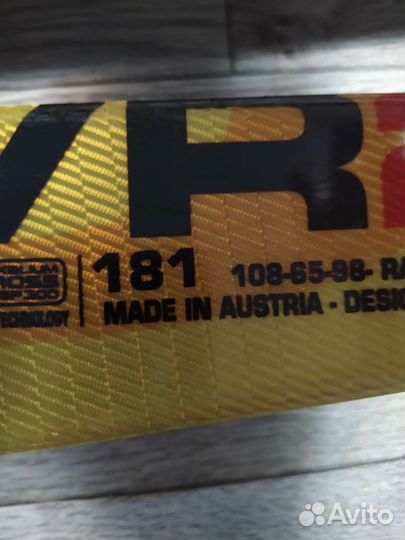 VR
181 108-65-98- RA
TECHNOLOGY MADE IN AUSTRIA - DESIG
Avito